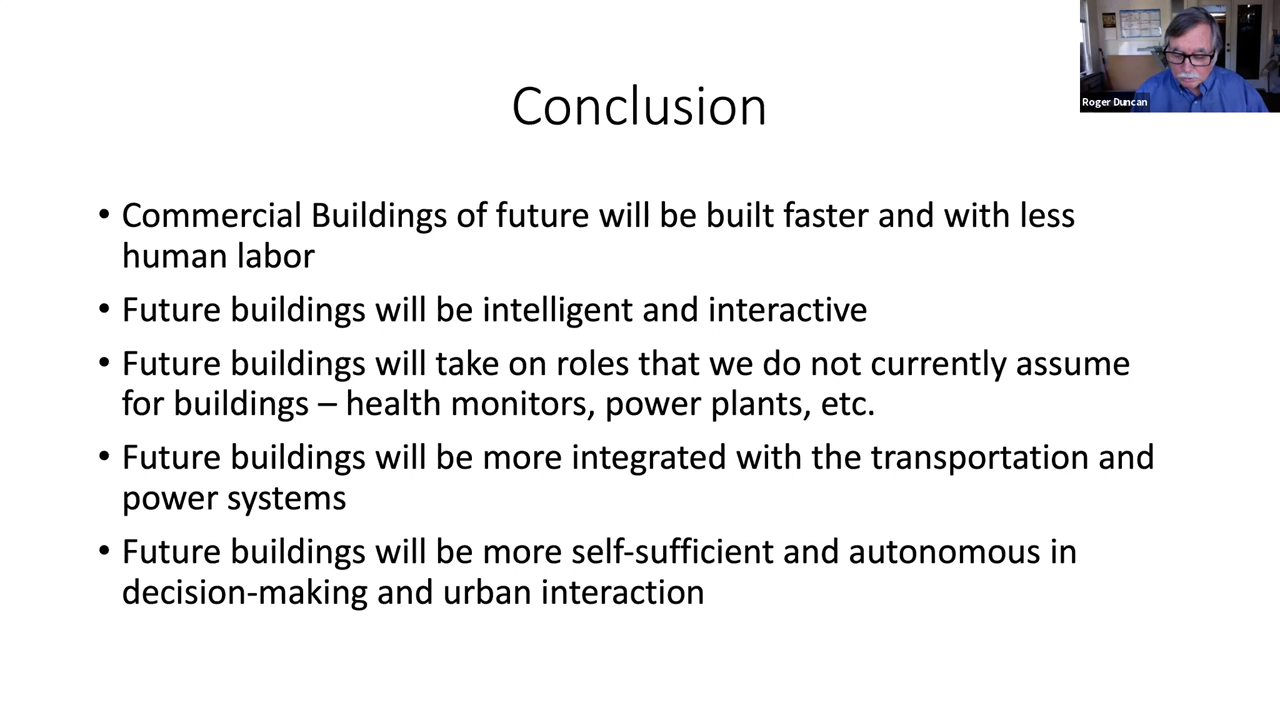 Conclusion
Roger Duncan
• Commercial Buildings of future will be built faster and with less
human labor
• Future buildings will be intelligent and interactive
• Future buildings will take on roles that we do not currently assume
for buildings – health monitors, power plants, etc.
• Future buildings will be more integrated with the transportation and
power systems
• Future buildings will be more self-sufficient and autonomous in
decision-making and urban interaction